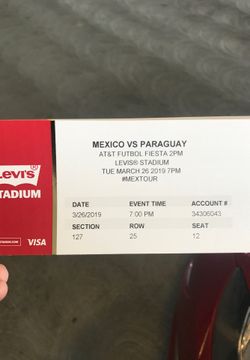 Levi's
STADIUM
VISA
MEXICO VS PARAGUAY
AT&T FUTBOL FIESTA 2PM
LEVIS® STADIUM
TUE MARCH 26 2019 7PM
#MEXTOUR
DATE EVENT TIME ACCOUNT #
3/26/2019 7:00 PM 34306043
SECTION ROW SEAT
127 25 12